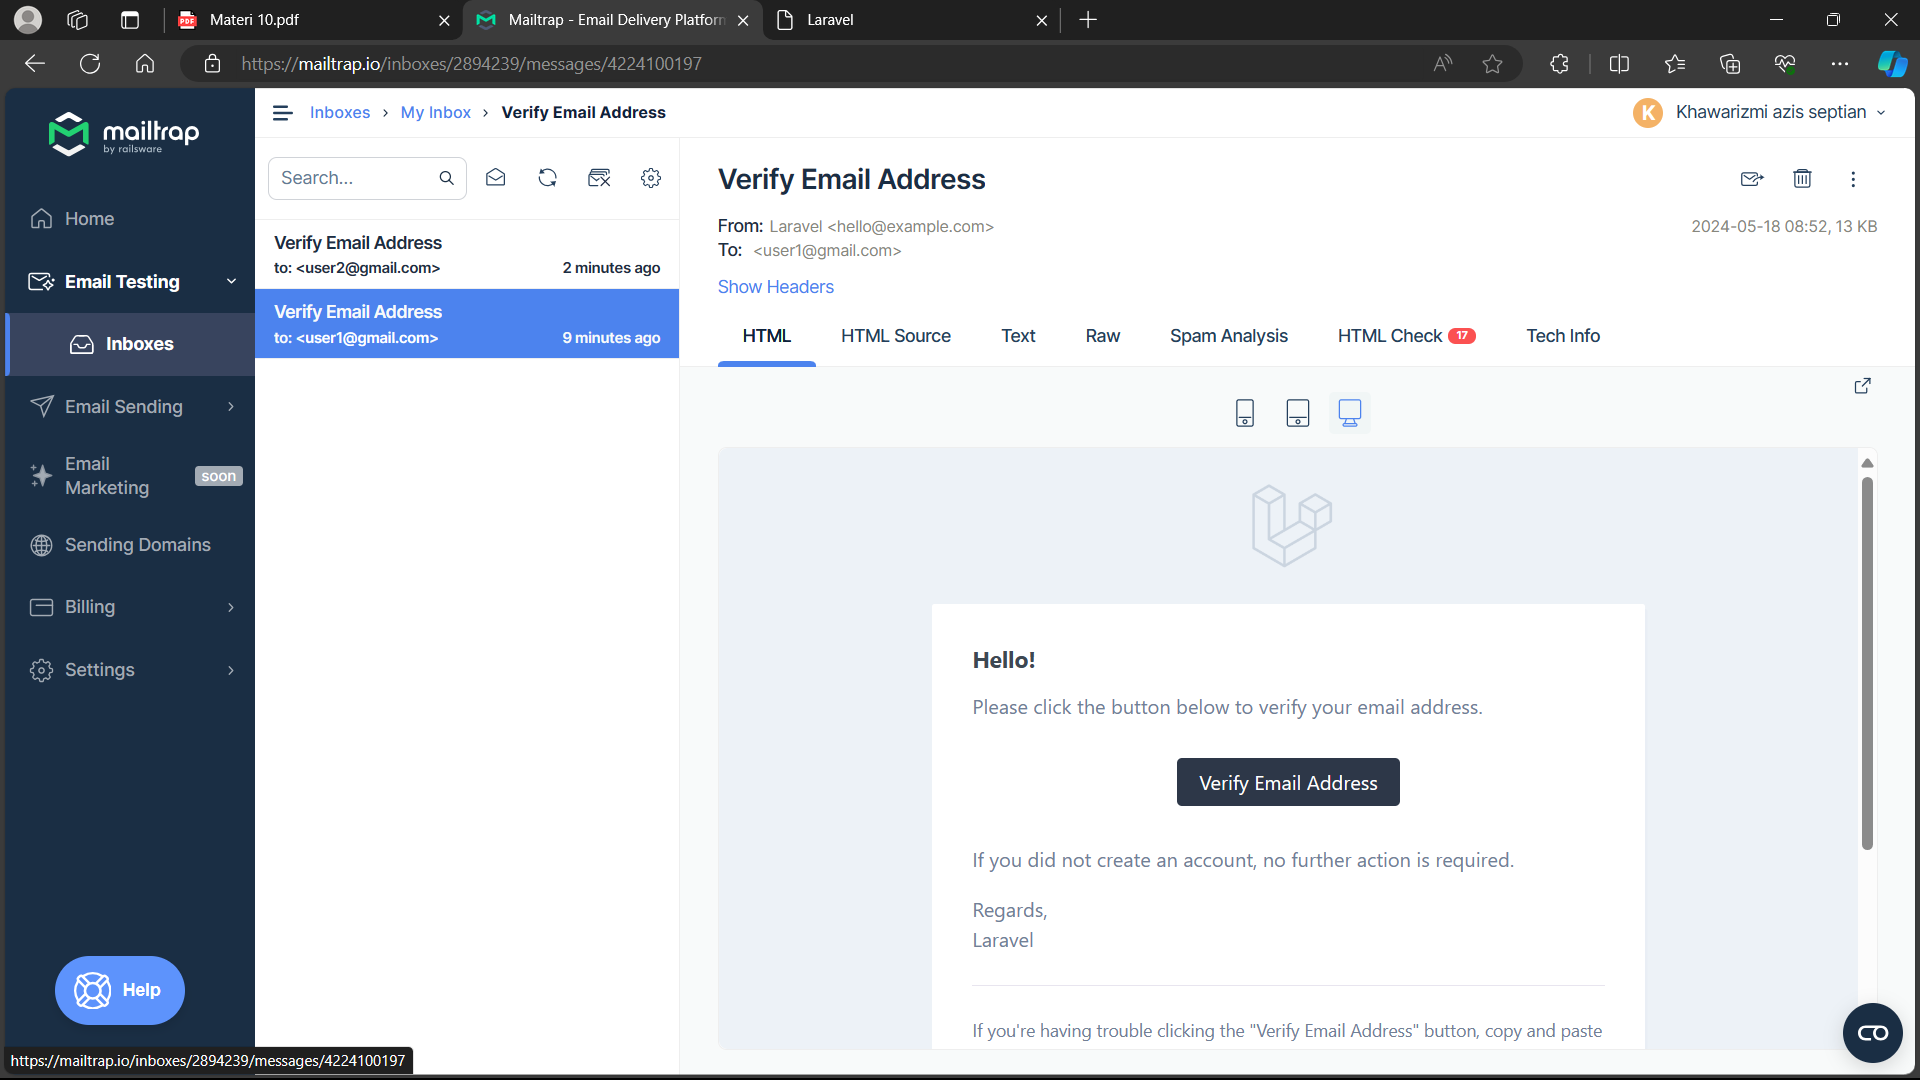 Materi 10.pdf
Mailtrap - Email Delivery Platform
Laravel
https://mailtrap.io/inboxes/2894239/messages/4224100197
mailtrap
by railsware
Inboxes > My Inbox > Verify Email Address
K Khawarizmi azis septian
Home
Email Testing
Inboxes
Email Sending
Email
Marketing
soon
Sending Domains
Billing
Settings
Help
Search...
Verify Email Address
to: <user2@gmail.com> 2 minutes ago
Verify Email Address
to: <user1@gmail.com> 9 minutes ago
Verify Email Address
From: Laravel <hello@example.com>
2024-05-18 08:52, 13 KB
To: <user1@gmail.com>
Show Headers
HTML HTML Source Text Raw Spam Analysis HTML Check 17 Tech Info
Hello!
Please click the button below to verify your email address.
Verify Email Address
If you did not create an account, no further action is required.
Regards,
Laravel
If you're having trouble clicking the "Verify Email Address" button, copy and paste
https://mailtrap.io/inboxes/2894239/messages/4224100197